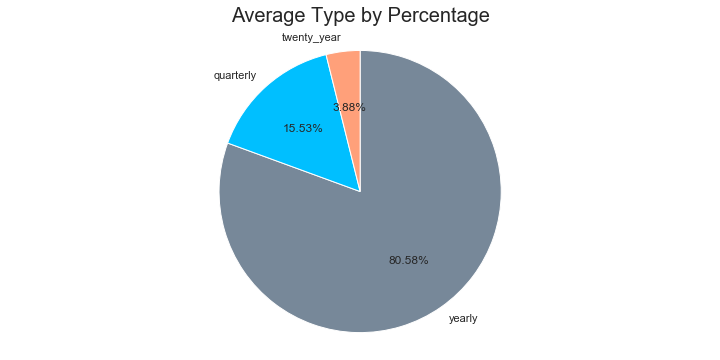 Average Type by Percentage
twenty_year
quarterly
3.88%
15.53%
80.58%
yearly